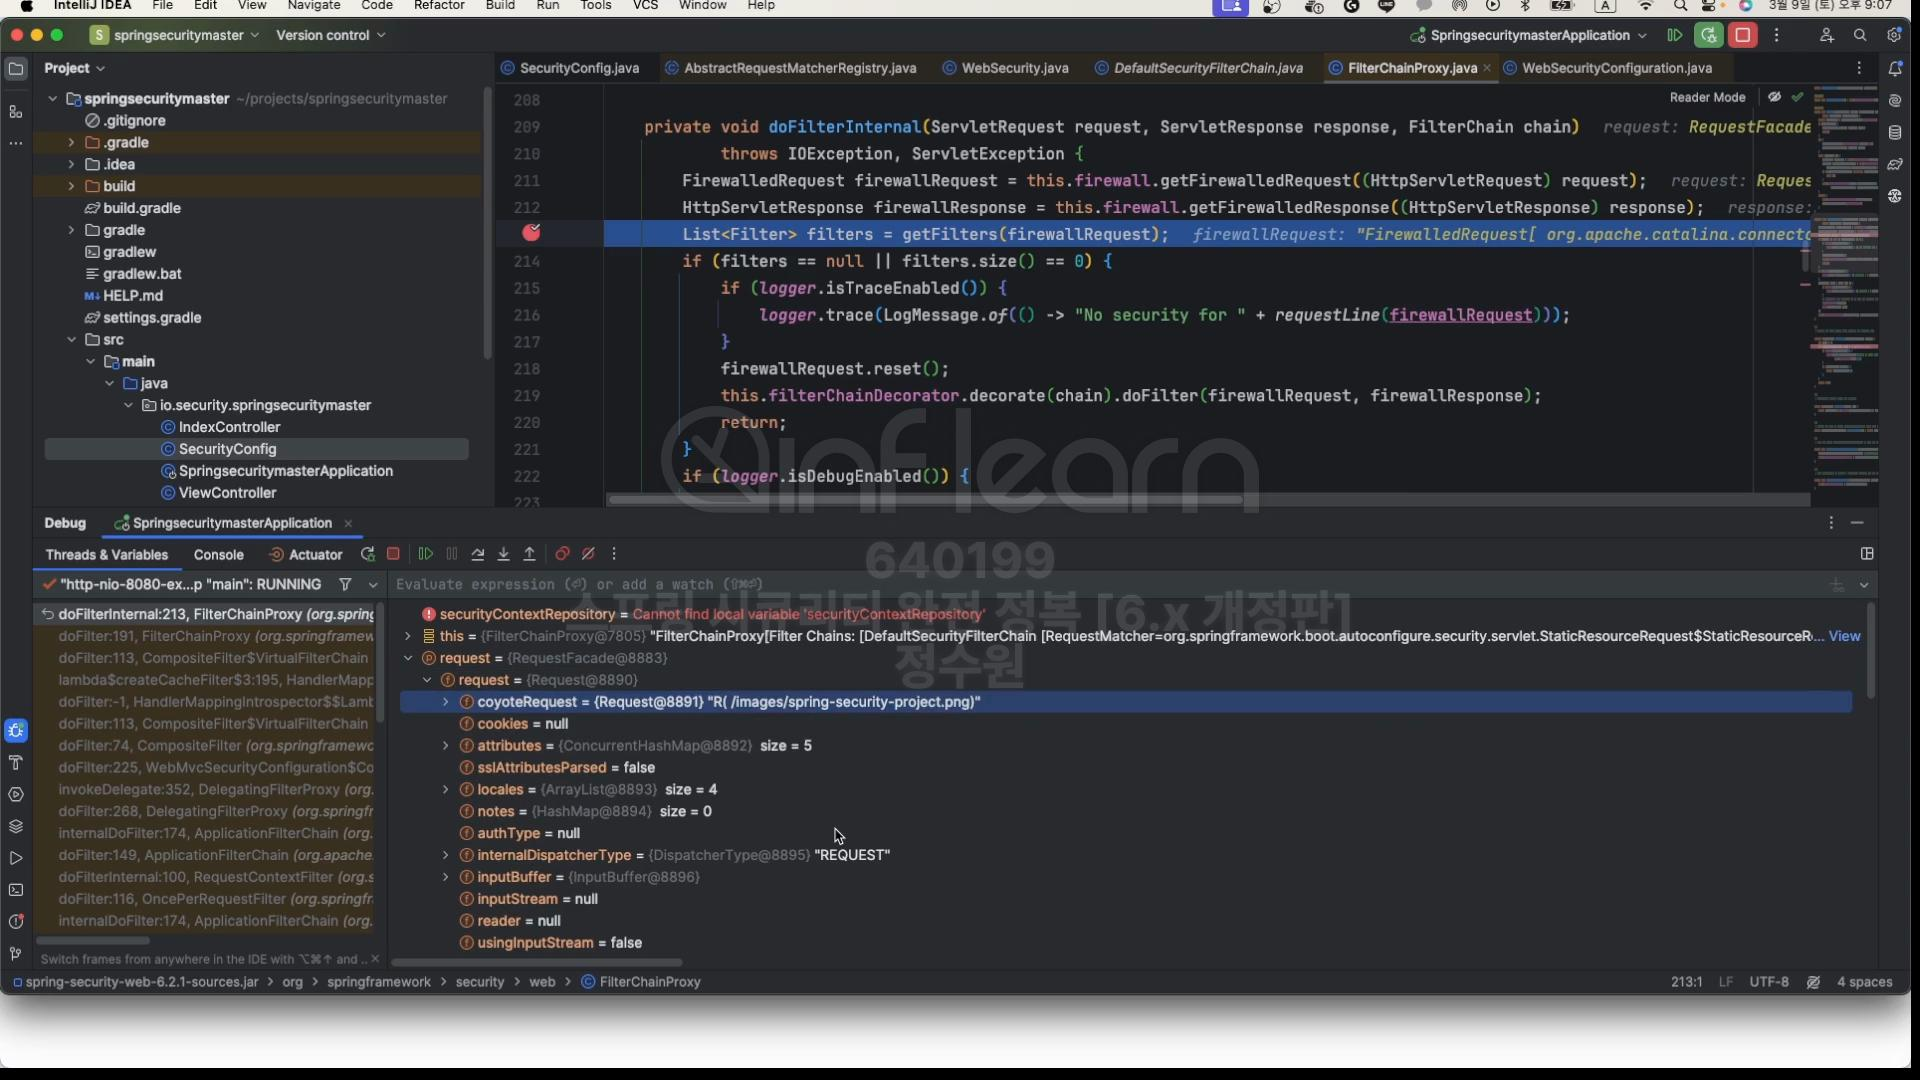 IntelliJ IDEA File Edit View Navigate Code Refactor Build Run Tools VCS Window Help 3월 9일 (토) 오후 9:07
S springsecuritymaster Version control SpringsecuritymasterApplication
Project
SecurityConfig.java AbstractRequestMatcherRegistry.java WebSecurity.java DefaultSecurityFilterChain.java FilterChainProxy.java WebSecurityConfiguration.java
Reader Mode
springsecuritymaster ~/projects/springsecuritymaster
.gitignore
.gradle
.idea
build
build.gradle
gradle
gradlew
gradlew.bat
M↓ HELP.md
settings.gradle
src
main
java
io.security.springsecuritymaster
IndexController
SecurityConfig
SpringsecuritymasterApplication
ViewController
208
209 private void doFilterInternal(ServletRequest request, ServletResponse response, FilterChain chain) request: RequestFacade
210 throws IOException, ServletException {
211 FirewalledRequest firewallRequest = this.firewall.getFirewalledRequest((HttpServletRequest) request); request: Reques
212 HttpServletResponse firewallResponse = this.firewall.getFirewalledResponse((HttpServletResponse) response); response:
List<Filter> filters = getFilters(firewallRequest); firewallRequest: "FirewalledRequest[ org.apache.catalina.connecto
214 if (filters == null || filters.size() == 0) {
215 if (logger.isTraceEnabled()) {
216 logger.trace(LogMessage.of(() -> "No security for " + requestLine(firewallRequest)));
217 }
218 firewallRequest.reset();
219 this.filterChainDecorator.decorate(chain).doFilter(firewallRequest, firewallResponse);
220 return;
221 }
222 if (logger.isDebugEnabled()) {
223
inflearn
640199
스프링 시큐리티 완전 정복 [6.x 개정판]
정수원
Debug SpringsecuritymasterApplication
Threads & Variables Console Actuator
"http-nio-8080-ex...p "main": RUNNING
Evaluate expression (⏎) or add a watch (⇧⌘⏎)
doFilterInternal:213, FilterChainProxy (org.spring
doFilter:191, FilterChainProxy (org.springframew
doFilter:113, CompositeFilter$VirtualFilterChain
lambda$createCacheFilter$3:195, HandlerMapp
doFilter:-1, HandlerMappingIntrospector$$Lamb
doFilter:113, CompositeFilter$VirtualFilterChain
doFilter:74, CompositeFilter (org.springframewo
doFilter:225, WebMvcSecurityConfiguration$Co
invokeDelegate:352, DelegatingFilterProxy (org.
doFilter:268, DelegatingFilterProxy (org.springfr
internalDoFilter:174, ApplicationFilterChain (org.
doFilter:149, ApplicationFilterChain (org.apache.
doFilterInternal:100, RequestContextFilter (org.s
doFilter:116, OncePerRequestFilter (org.springfr
internalDoFilter:174, ApplicationFilterChain (org.
Switch frames from anywhere in the IDE with ⌥⌘↑ and ..
securityContextRepository = Cannot find local variable 'securityContextRepository'
this = {FilterChainProxy@7805} "FilterChainProxy[Filter Chains: [DefaultSecurityFilterChain [RequestMatcher=org.springframework.boot.autoconfigure.security.servlet.StaticResourceRequest$StaticResourceR... View
request = {RequestFacade@8883}
request = {Request@8890}
coyoteRequest = {Request@8891} "R( /images/spring-security-project.png)"
cookies = null
attributes = {ConcurrentHashMap@8892} size = 5
sslAttributesParsed = false
locales = {ArrayList@8893} size = 4
notes = {HashMap@8894} size = 0
authType = null
internalDispatcherType = {DispatcherType@8895} "REQUEST"
inputBuffer = {InputBuffer@8896}
inputStream = null
reader = null
usingInputStream = false
spring-security-web-6.2.1-sources.jar > org > springframework > security > web > FilterChainProxy
213:1 LF UTF-8 4 spaces